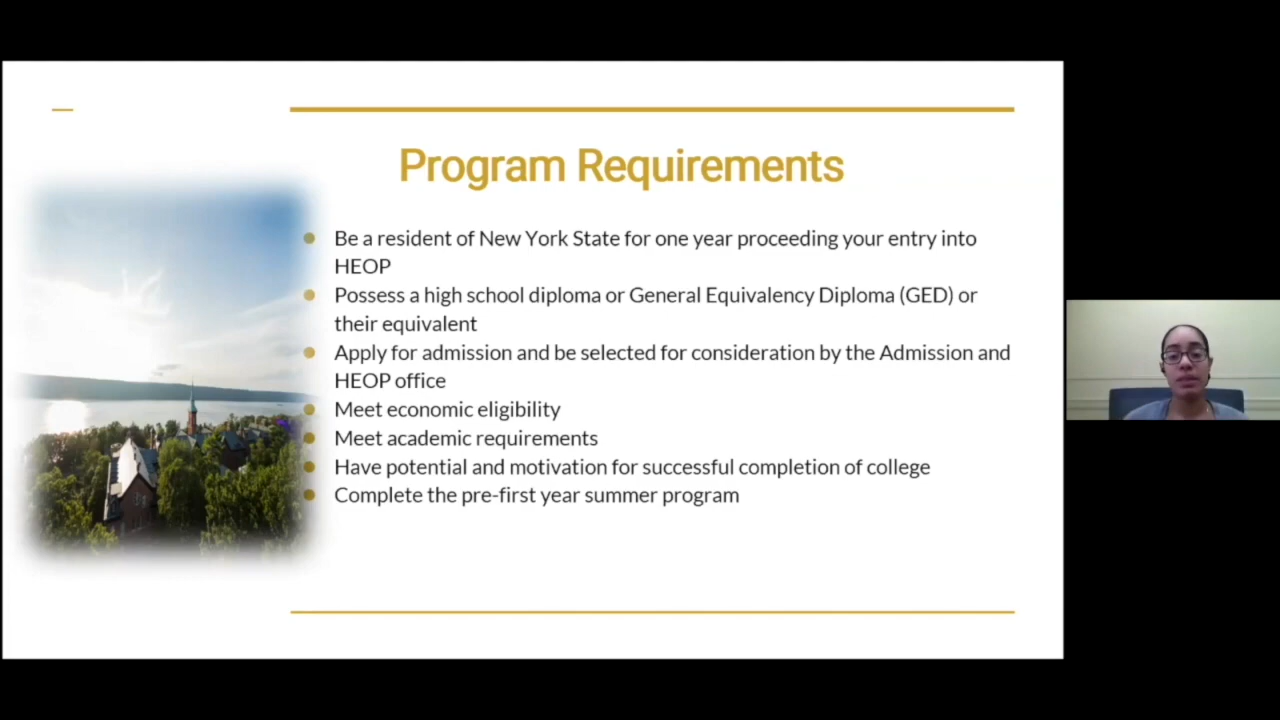 Program Requirements
Be a resident of New York State for one year proceeding your entry into
HEOP
Possess a high school diploma or General Equivalency Diploma (GED) or
their equivalent
Apply for admission and be selected for consideration by the Admission and
HEOP office
Meet economic eligibility
Meet academic requirements
Have potential and motivation for successful completion of college
Complete the pre-first year summer program